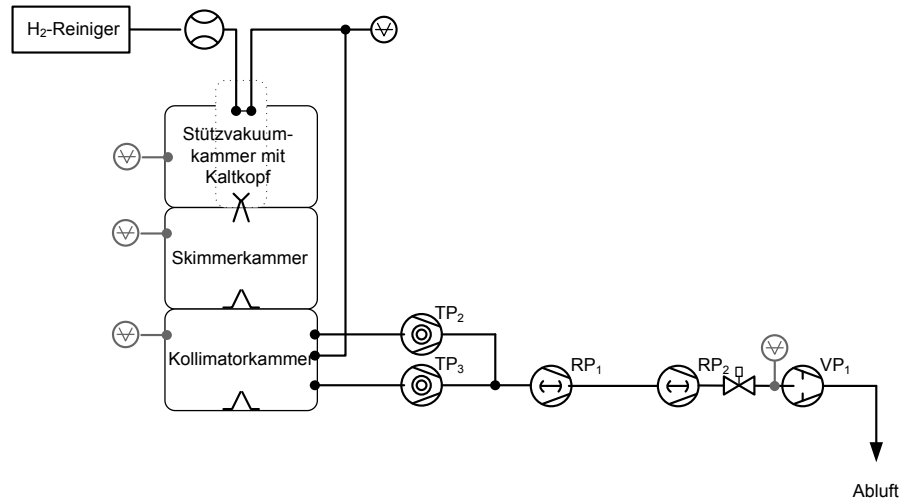 H₂-Reiniger
Stützvakuum-
kammer mit
Kaltkopf
Skimmerkammer
Kollimatorkammer
TP₂
TP₃
RP₁
RP₂
VP₁
Abluft